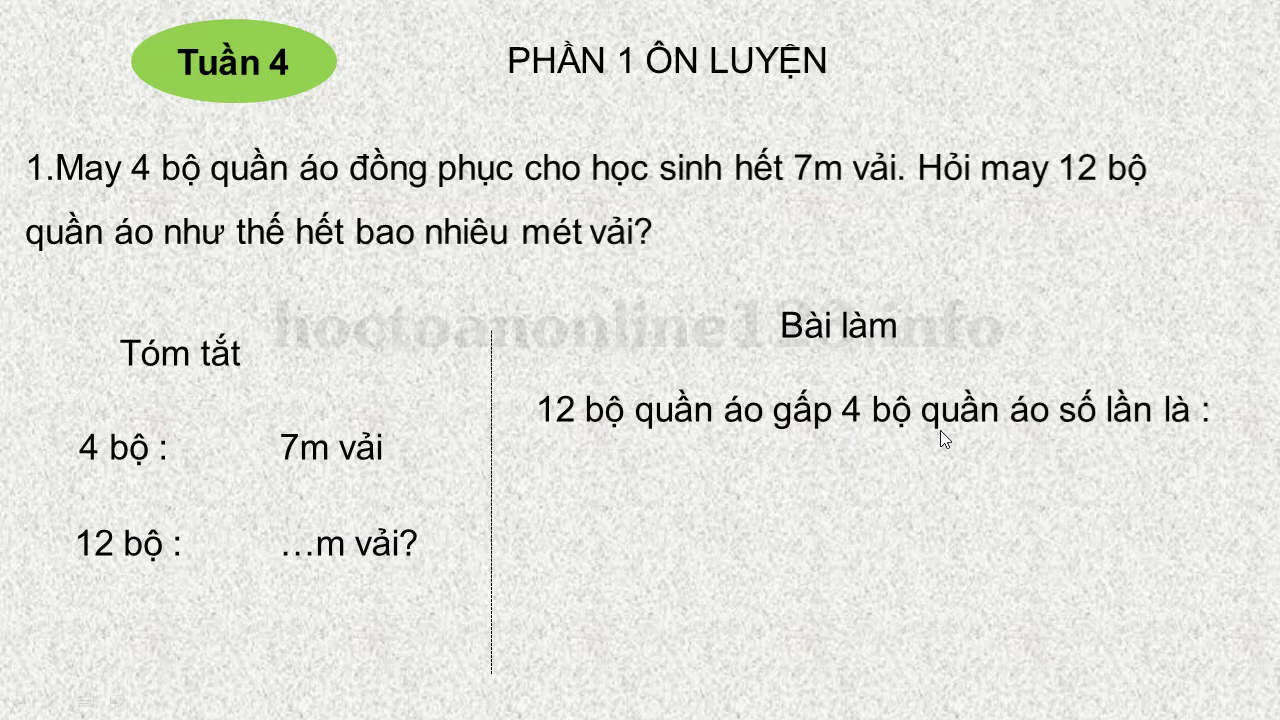 Tuần 4
PHẦN 1 ÔN LUYỆN
1.May 4 bộ quần áo đồng phục cho học sinh hết 7m vải. Hỏi may 12 bộ
quần áo như thế hết bao nhiêu mét vải?
Tóm tắt
4 bộ : 7m vải
12 bộ : …m vải?
Bài làm
12 bộ quần áo gấp 4 bộ quần áo số lần là :